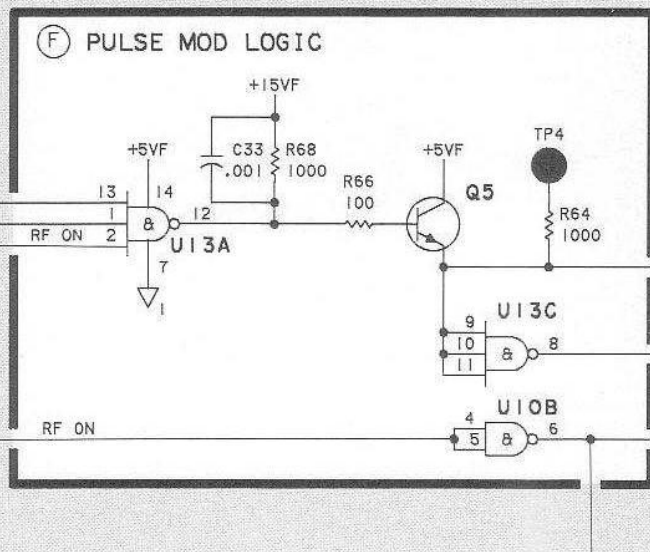 F PULSE MOD LOGIC
+15VF
+5VF
C33
.001
R68
1000
+5VF
TP4
R66
100
Q5
R64
1000
13
14
1
&
12
RF ON
2
U13A
7
1
U13C
9
10
&
8
11
U10B
RF ON
4
5
&
6